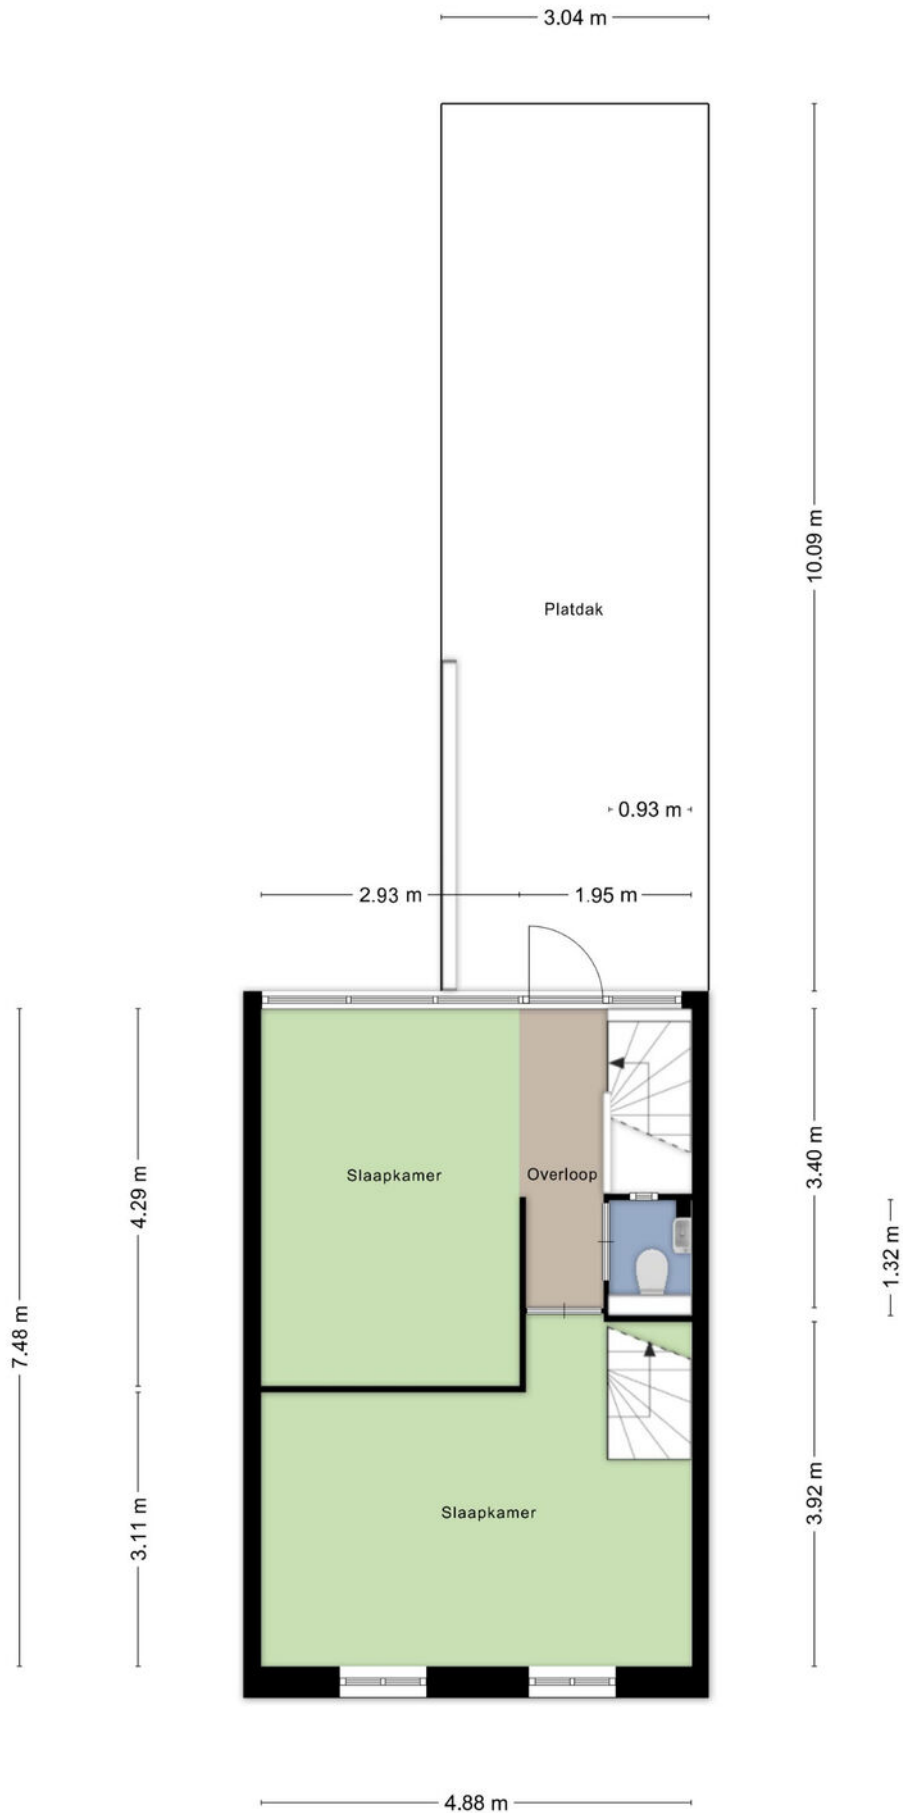 3.04 m
10.09 m
Platdak
0.93 m
2.93 m
1.95 m
Slaapkamer
Overloop
4.29 m
3.40 m
1.32 m
7.48 m
Slaapkamer
3.11 m
3.92 m
4.88 m